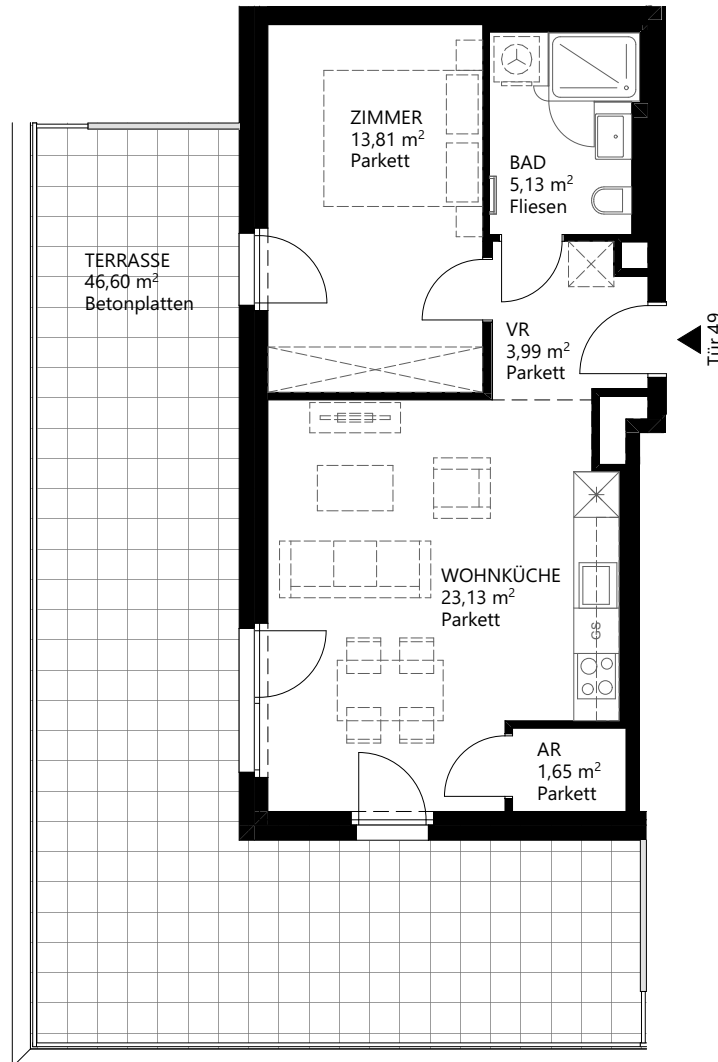 ZIMMER
13,81 m²
Parkett
BAD
5,13 m²
Fliesen
TERRASSE
46,60 m²
Betonplatten
VR
3,99 m²
Parkett
Tür 49
WOHNKÜCHE
23,13 m²
Parkett
GS
AR
1,65 m²
Parkett